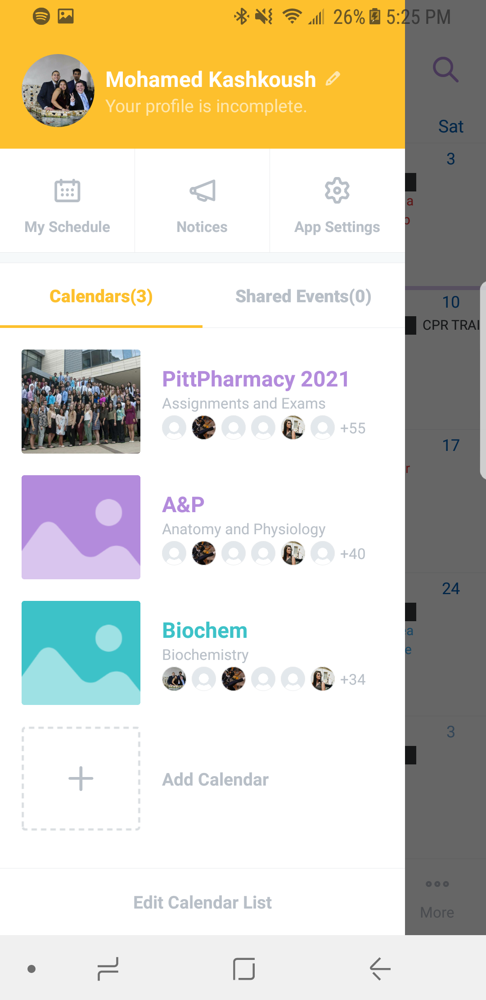 26% 5:25 PM
Mohamed Kashkoush
Your profile is incomplete.
Sat
3
a
My Schedule
Notices
App Settings
Calendars(3)
Shared Events(0)
10
CPR TRAI
PittPharmacy 2021
Assignments and Exams
+55
17
r
A&P
Anatomy and Physiology
+40
24
ea
e
Biochem
Biochemistry
+34
3
Add Calendar
Edit Calendar List
More